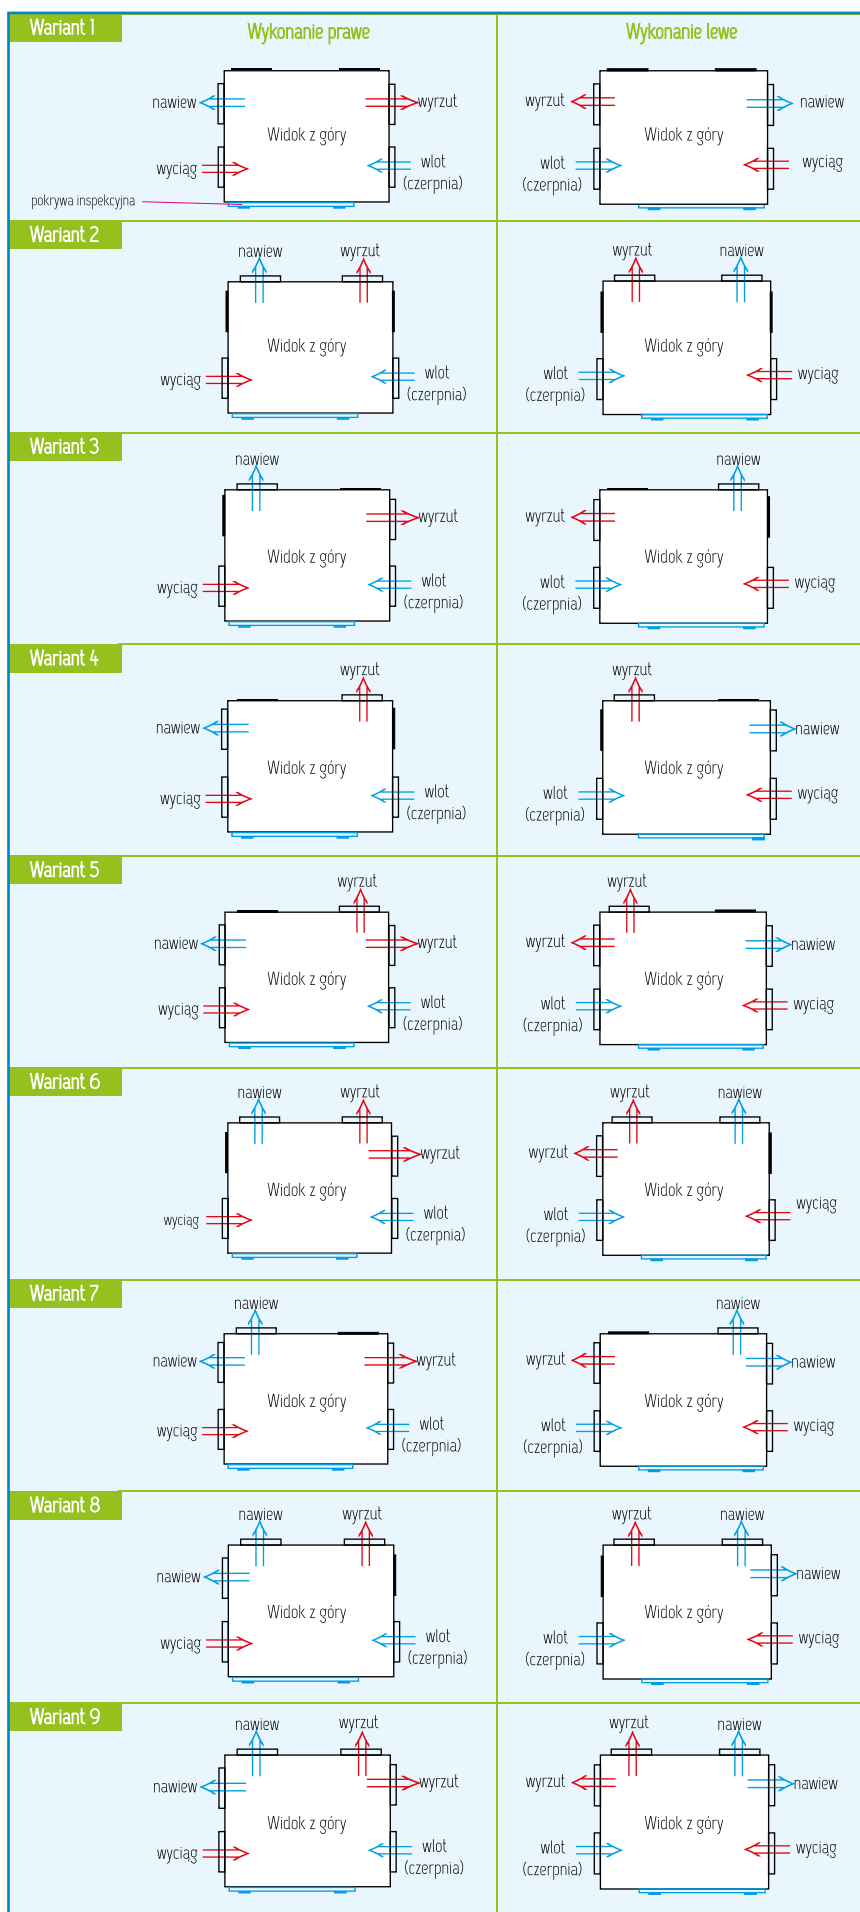 Wariant 1
Wykonanie prawe
Wykonanie lewe
nawiew
wyrzut
Widok z góry
wyciąg
wlot
(czerpnia)
pokrywa inspekcyjna
wyrzut
nawiew
Widok z góry
wlot
(czerpnia)
wyciąg
Wariant 2
nawiew
wyrzut
Widok z góry
wyciąg
wlot
(czerpnia)
wyrzut
nawiew
Widok z góry
wlot
(czerpnia)
wyciąg
Wariant 3
nawiew
wyrzut
Widok z góry
wyciąg
wlot
(czerpnia)
nawiew
wyrzut
Widok z góry
wlot
(czerpnia)
wyciąg
Wariant 4
wyrzut
nawiew
Widok z góry
wyciąg
wlot
(czerpnia)
wyrzut
nawiew
Widok z góry
wlot
(czerpnia)
wyciąg
Wariant 5
wyrzut
nawiew
wyrzut
Widok z góry
wyciąg
wlot
(czerpnia)
wyrzut
wyrzut
nawiew
Widok z góry
wlot
(czerpnia)
wyciąg
Wariant 6
nawiew
wyrzut
wyrzut
Widok z góry
wyciąg
wlot
(czerpnia)
wyrzut
nawiew
wyrzut
Widok z góry
wlot
(czerpnia)
wyciąg
Wariant 7
nawiew
nawiew
wyrzut
Widok z góry
wyciąg
wlot
(czerpnia)
nawiew
wyrzut
nawiew
Widok z góry
wlot
(czerpnia)
wyciąg
Wariant 8
nawiew
wyrzut
nawiew
Widok z góry
wyciąg
wlot
(czerpnia)
wyrzut
nawiew
nawiew
Widok z góry
wlot
(czerpnia)
wyciąg
Wariant 9
nawiew
wyrzut
nawiew
wyrzut
Widok z góry
wyciąg
wlot
(czerpnia)
wyrzut
nawiew
wyrzut
nawiew
Widok z góry
wlot
(czerpnia)
wyciąg